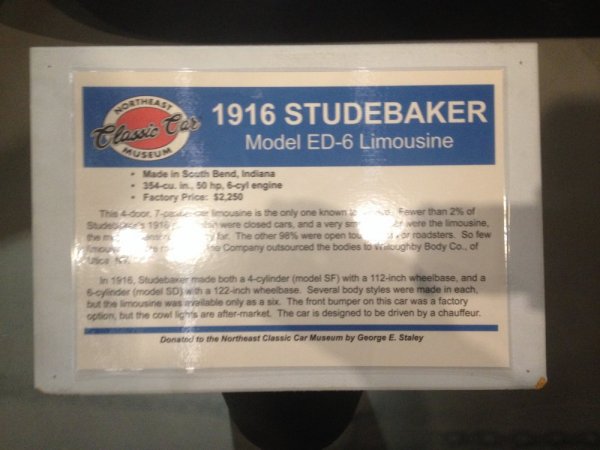 NORTHEAST
Classic Car
MUSEUM
1916 STUDEBAKER
Model ED-6 Limousine
• Made in South Bend, Indiana
• 354-cu. in., 50 hp, 6-cyl engine
• Factory Price: $2,250
This 4-door, 7-passenger limousine is the only one known to Fewer than 2% of
Studebaker's 1916 were closed cars, and a very were the limousine,
the far. The other 98% were open or roadsters. So few
Company outsourced the bodies to Willoughby Body Co., of
Utica
In 1916, Studebaker made both a 4-cylinder (model SF) with a 112-inch wheelbase, and a
6-cylinder (model SD) with a 122-inch wheelbase. Several body styles were made in each,
but the limousine was available only as a six. The front bumper on this car was a factory
option, but the cowl lights are after-market. The car is designed to be driven by a chauffeur.
Donated to the Northeast Classic Car Museum by George E. Staley